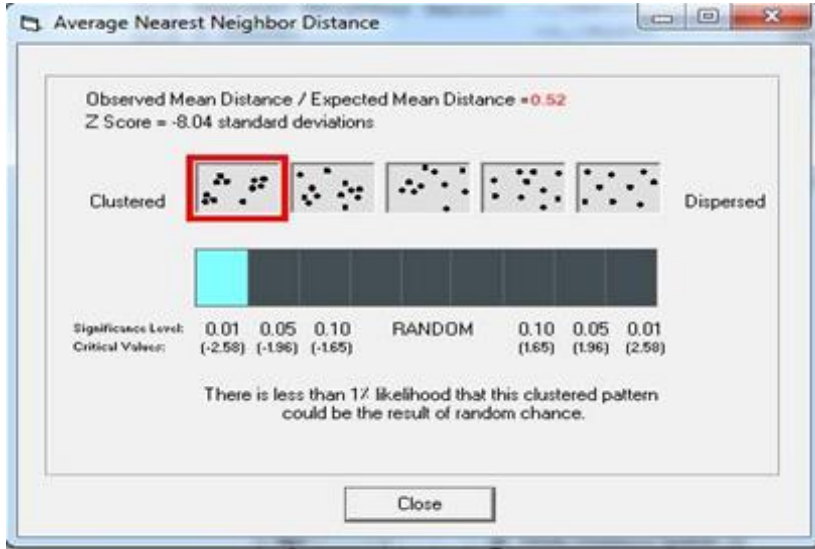 Average Nearest Neighbor Distance
Observed Mean Distance / Expected Mean Distance =0.52
Z Score = -8.04 standard deviations
Clustered
Dispersed
Significance Level: 0.01 0.05 0.10 RANDOM 0.10 0.05 0.01
Critical Values: (-2.58) (-1.96) (-1.65) (1.65) (1.96) (2.58)
There is less than 1% likelihood that this clustered pattern
could be the result of random chance.
Close